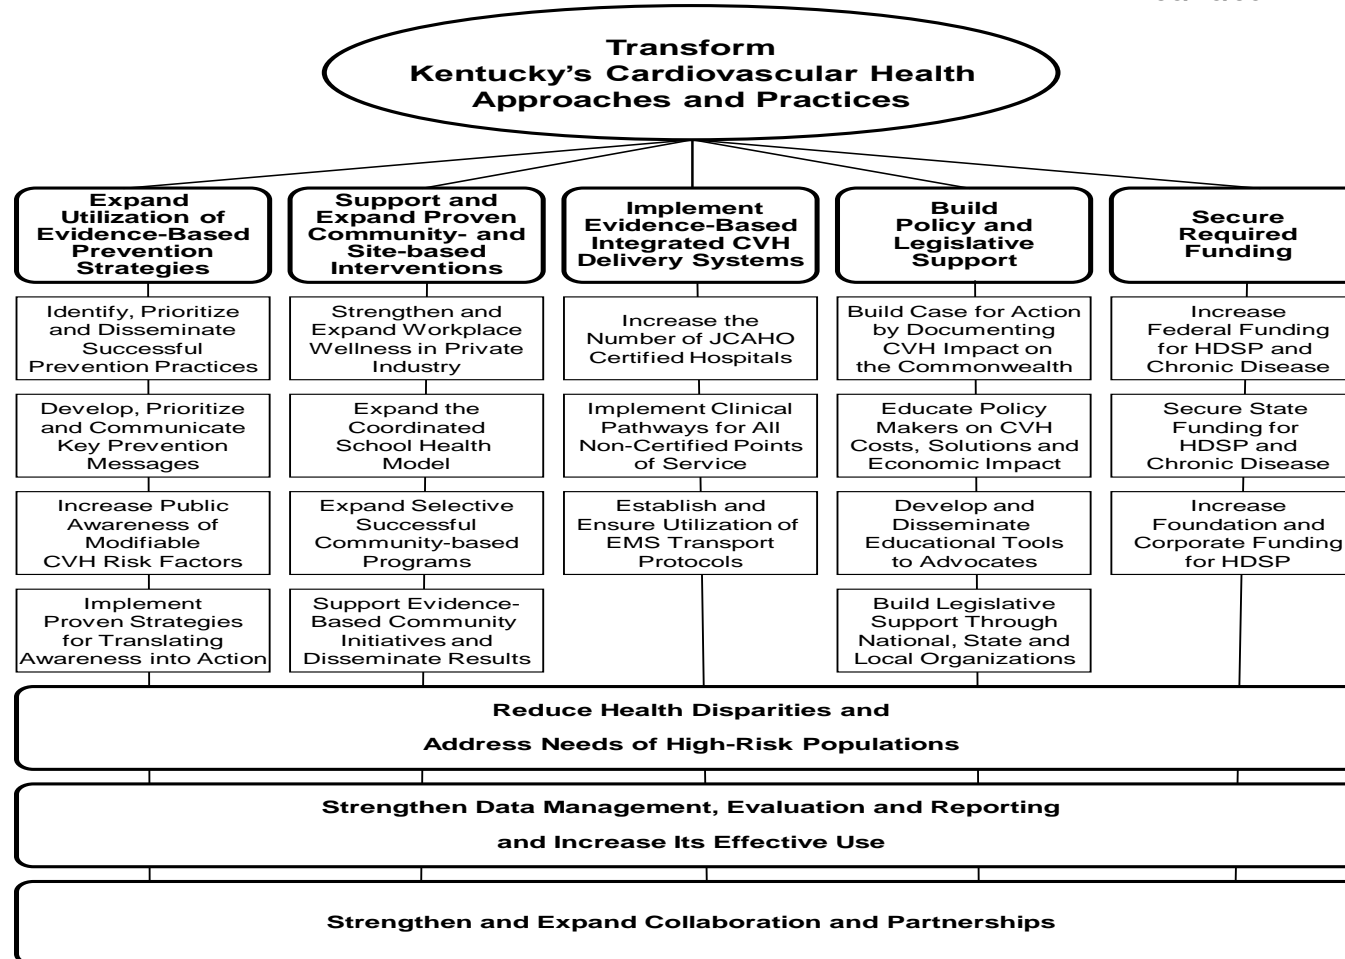 Transform
Kentucky's Cardiovascular Health
Approaches and Practices
Expand
Utilization of
Evidence-Based
Prevention
Strategies
Identify, Prioritize
and Disseminate
Successful
Prevention Practices
Develop, Prioritize
and Communicate
Key Prevention
Messages
Increase Public
Awareness of
Modifiable
CVH Risk Factors
Implement
Proven Strategies
for Translating
Awareness into Action
Support and
Expand Proven
Community- and
Site-based
Interventions
Strengthen and
Expand Workplace
Wellness in Private
Industry
Expand the
Coordinated
School Health
Model
Expand Selective
Successful
Community-based
Programs
Support Evidence-
Based Community
Initiatives and
Disseminate Results
Implement
Evidence-Based
Integrated CVH
Delivery Systems
Increase the
Number of JCAHO
Certified Hospitals
Implement Clinical
Pathways for All
Non-Certified Points
of Service
Establish and
Ensure Utilization of
EMS Transport
Protocols
Build
Policy and
Legislative
Support
Build Case for Action
by Documenting
CVH Impact on
the Commonwealth
Educate Policy
Makers on CVH
Costs, Solutions and
Economic Impact
Develop and
Disseminate
Educational Tools
to Advocates
Build Legislative
Support Through
National, State and
Local Organizations
Secure
Required
Funding
Increase
Federal Funding
for HDSP and
Chronic Disease
Secure State
Funding for
HDSP and
Chronic Disease
Increase
Foundation and
Corporate Funding
for HDSP
Reduce Health Disparities and
Address Needs of High-Risk Populations
Strengthen Data Management, Evaluation and Reporting
and Increase Its Effective Use
Strengthen and Expand Collaboration and Partnerships